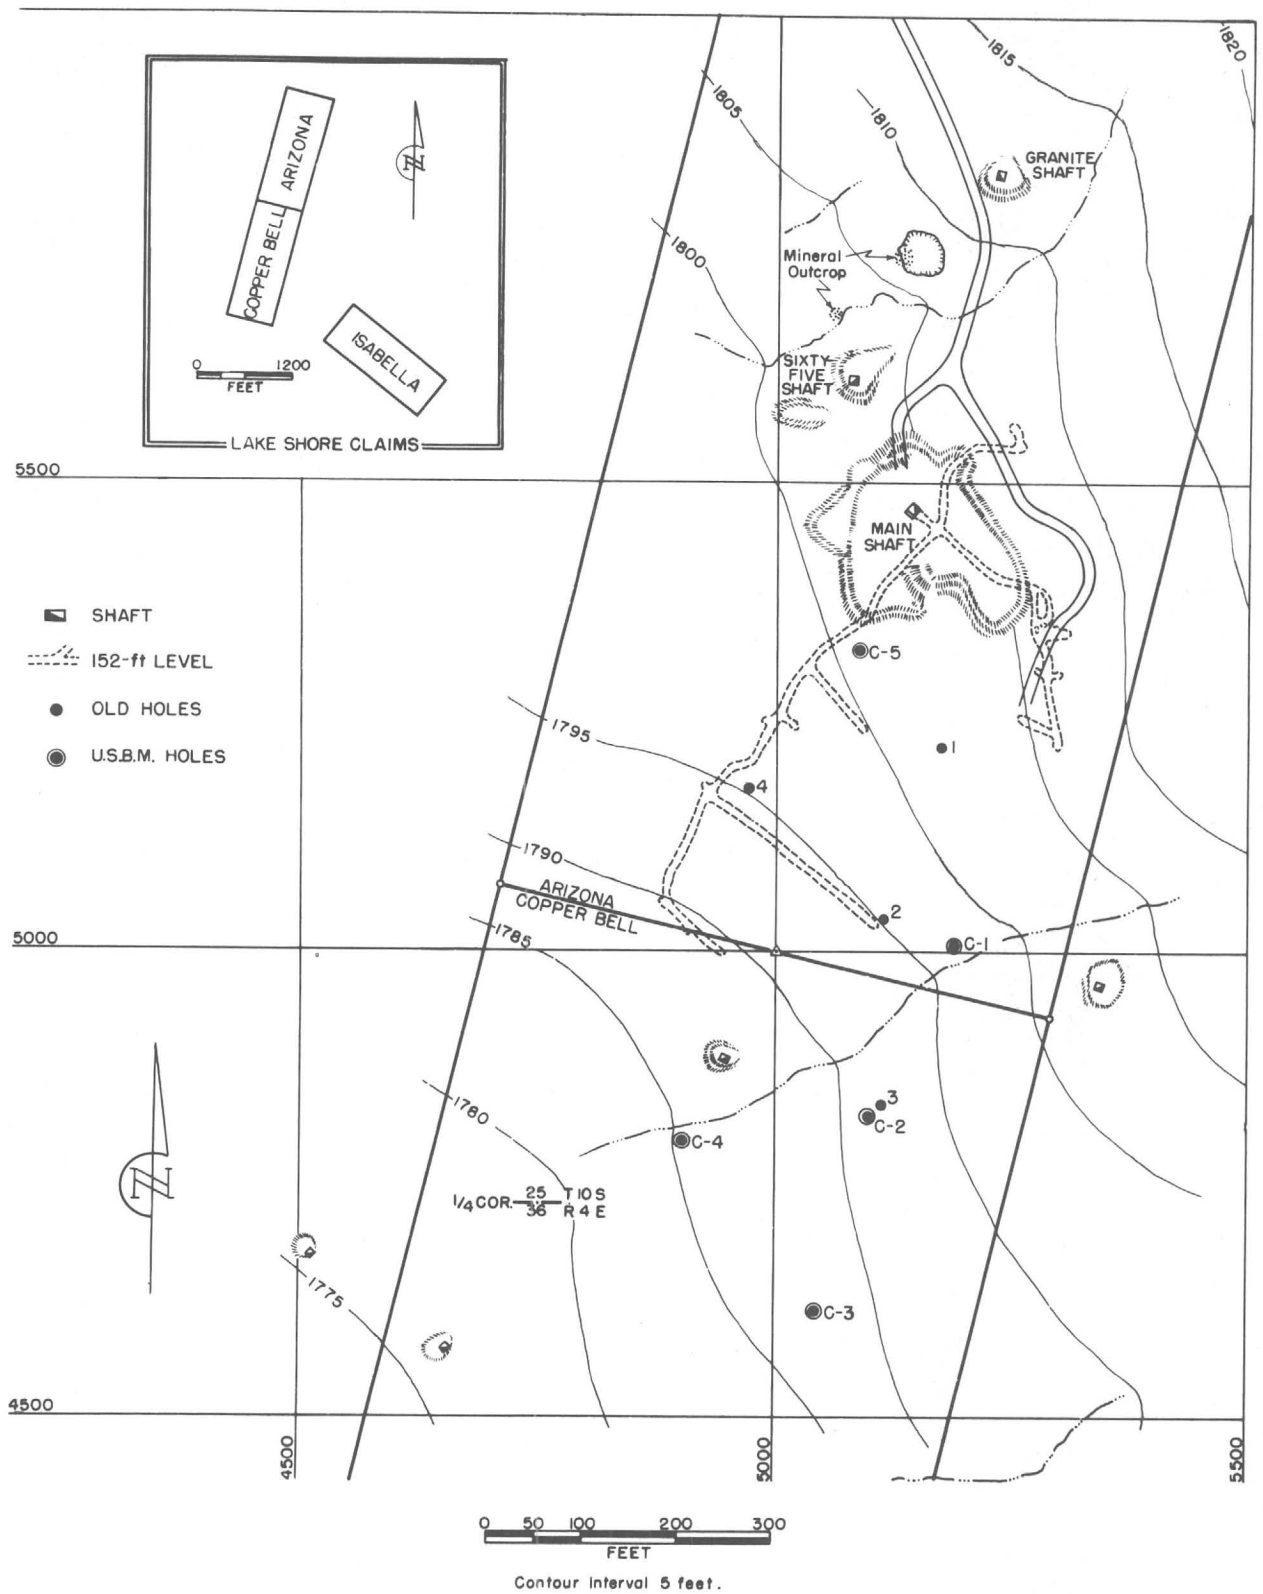 1820
1815
1805
1810
GRANITE
SHAFT
ARIZONA
N
COPPER BELL
ISABELLA
0 1200
FEET
LAKE SHORE CLAIMS
1800
Mineral
Outcrop
SIXTY
FIVE
SHAFT
5500
MAIN
SHAFT
SHAFT
152-ft LEVEL
OLD HOLES
U.S.B.M. HOLES
C-5
1795
1
4
1790
ARIZONA
COPPER BELL
2
1785
5000
C-1
1780
3
C-2
C-4
N
1/4 COR. 25 T 10 S
36 R 4 E
1775
C-3
4500
4500
5000
5500
0 50 100 200 300
FEET
Contour Interval 5 feet.